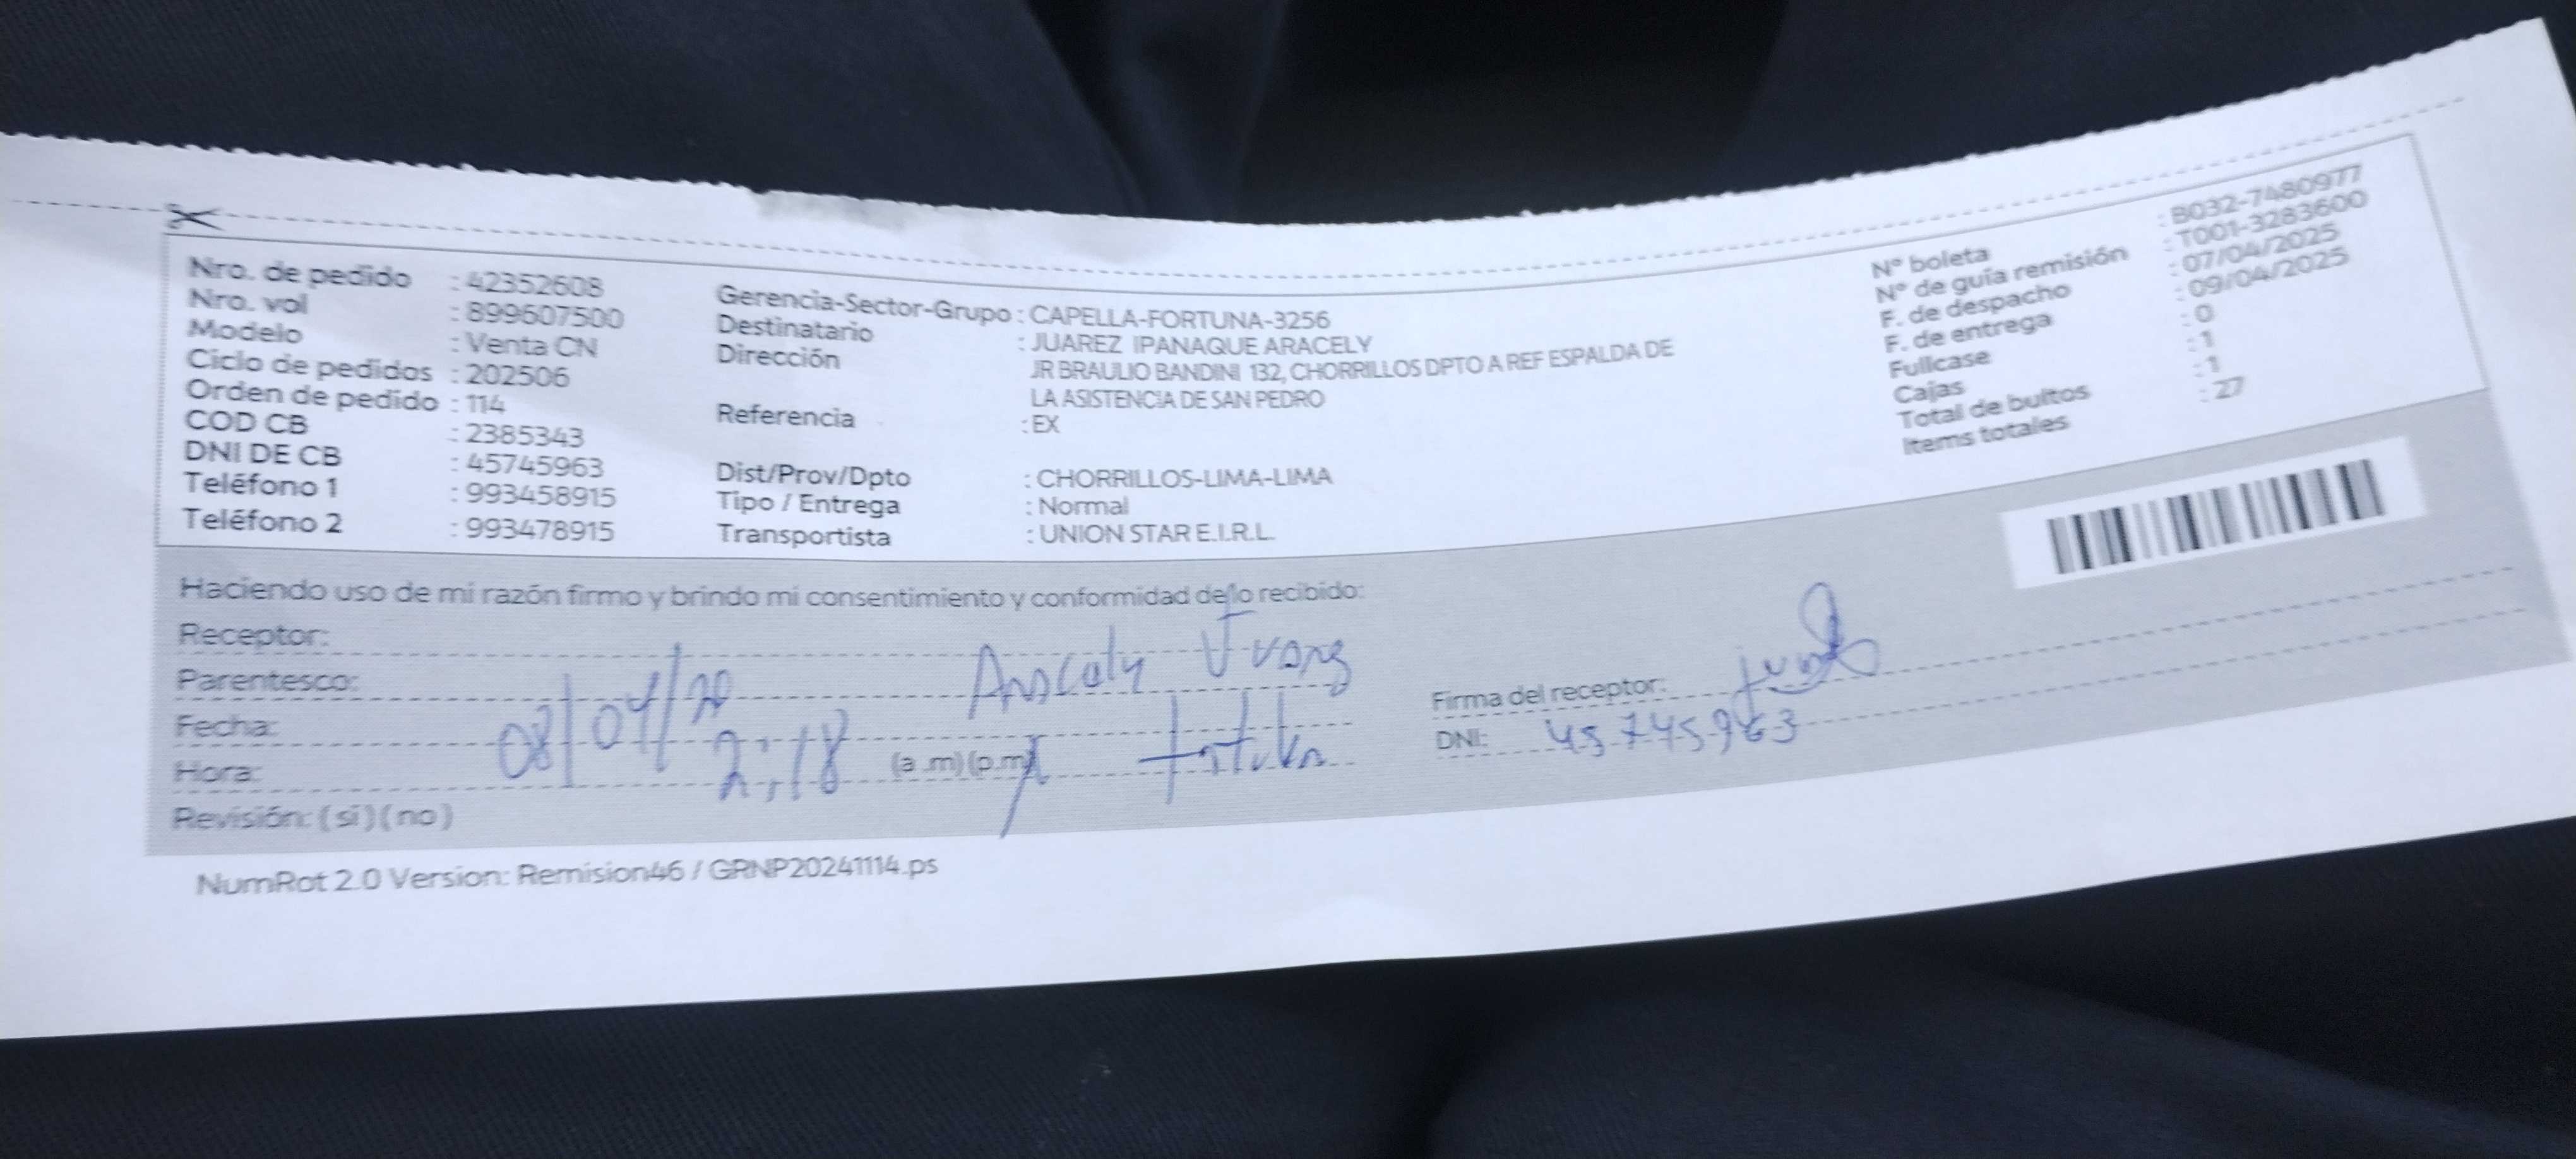 Nro. de pedido : 42352608
Nro. vol : 899607500
Modelo : Venta CN
Ciclo de pedidos : 202506
Orden de pedido : 114
COD CB : 2385343
DNI DE CB : 45745963
Teléfono 1 : 993458915
Teléfono 2 : 993478915
Gerencia-Sector-Grupo : CAPELLA-FORTUNA-3256
Destinatario : JUAREZ IPANAQUE ARACELY
Dirección JR BRAULIO BANDINI 132, CHORRILLOS DPTO A REF ESPALDA DE
LA ASISTENCIA DE SAN PEDRO
Referencia : EX
Dist/Prov/Dpto : CHORRILLOS-LIMA-LIMA
Tipo / Entrega : Normal
Transportista : UNION STAR E.I.R.L.
N° boleta : B032-7480977
N° de guía remisión : T001-3283600
F. de despacho : 07/04/2025
F. de entrega : 09/04/2025
Fullcase : 0
Cajas : 1
Total de bultos : 1
Items totales : 27
Haciendo uso de mi razón firmo y brindo mi consentimiento y conformidad de lo recibido:
Receptor:
Parentesco:
Fecha: 08/04/20
Hora: 2:18 (a.m)(p.m)
Revisión: (si)(no)
Firma del receptor:
DNI: 45745963
NumRot 2.0 Version: Remision46 / GRNP20241114.ps